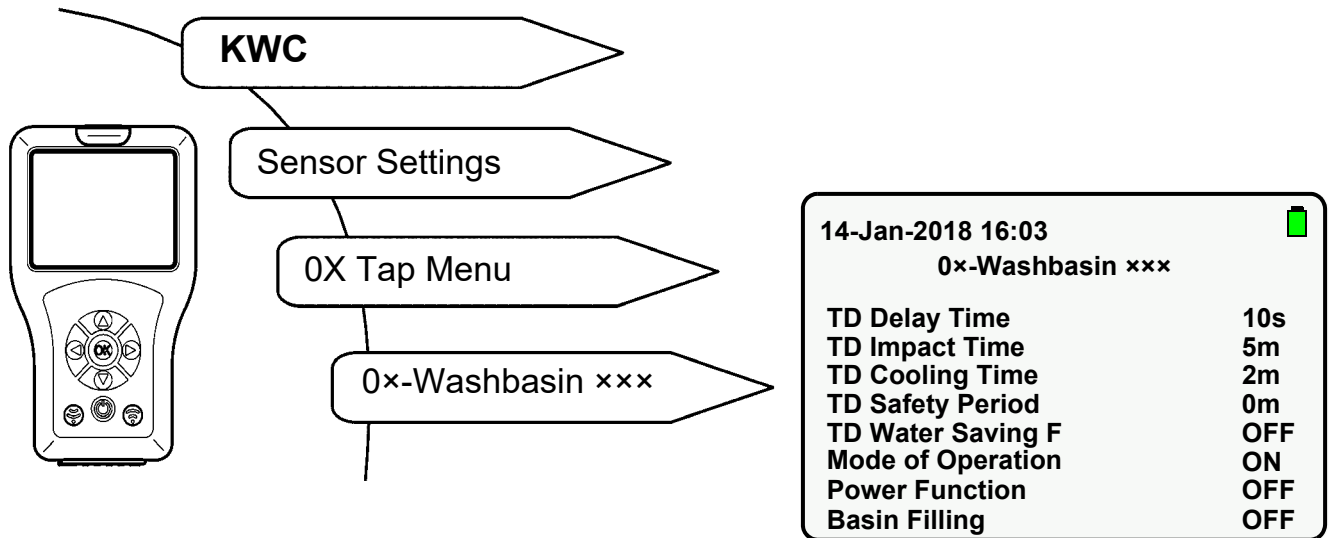 KWC
Sensor Settings
0X Tap Menu
0×-Washbasin ×××
OK
14-Jan-2018 16:03
0×-Washbasin ×××
TD Delay Time 10s
TD Impact Time 5m
TD Cooling Time 2m
TD Safety Period 0m
TD Water Saving F OFF
Mode of Operation ON
Power Function OFF
Basin Filling OFF